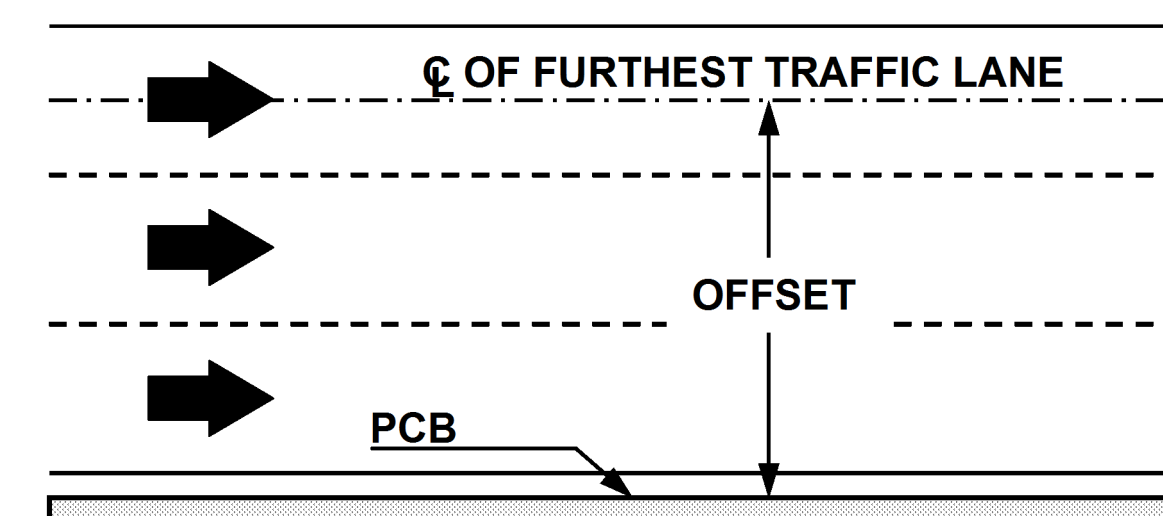 ℄ OF FURTHEST TRAFFIC LANE
OFFSET
PCB